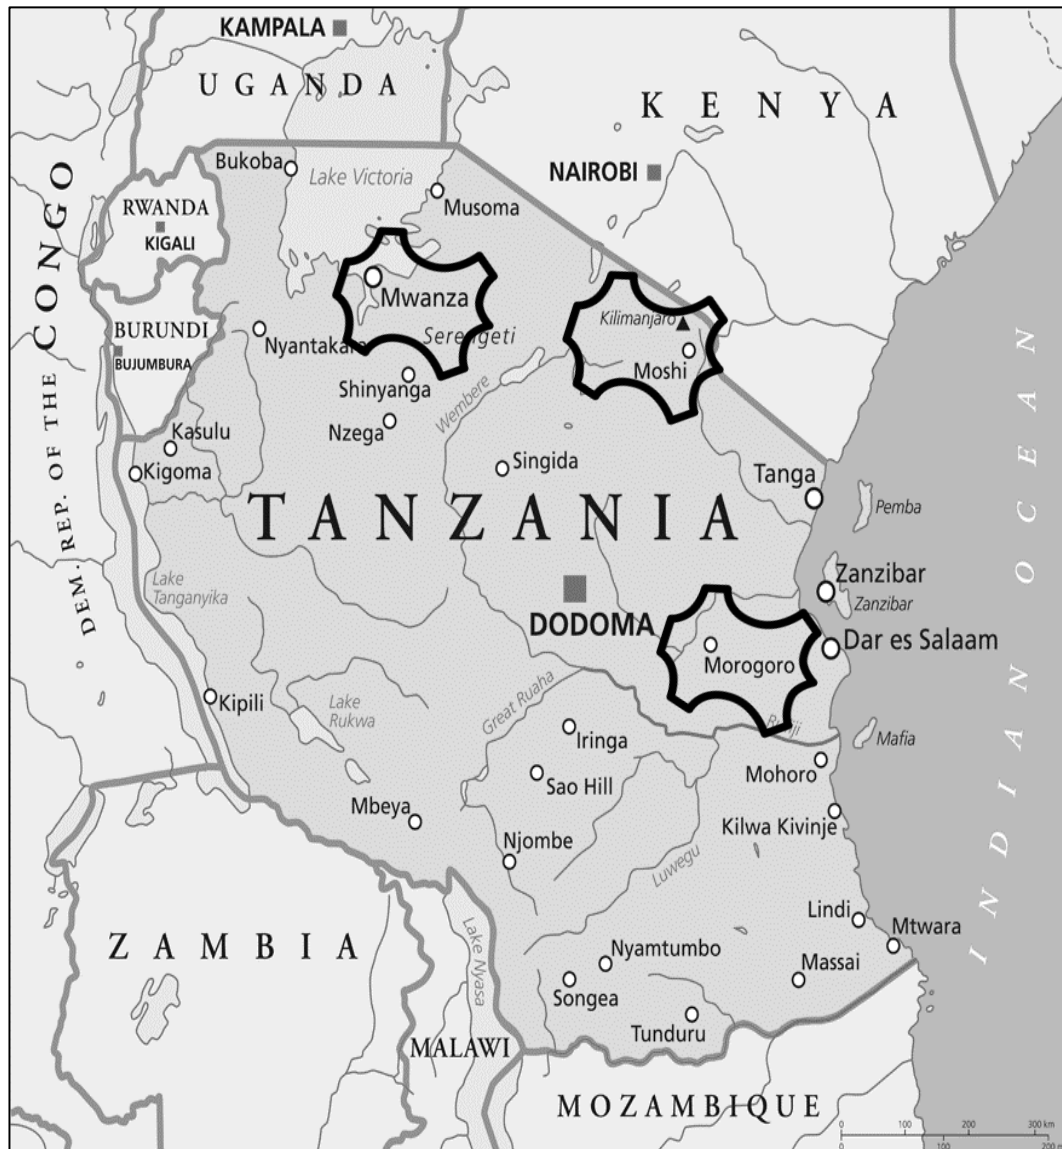 KAMPALA
UGANDA
KENYA
Bukoba
Lake Victoria
NAIROBI
Musoma
RWANDA
KIGALI
DEM. REP. OF THE CONGO
Mwanza
Kilimanjaro
BURUNDI
BUJUMBURA
Nyantakara
Serengeti
Moshi
Shinyanga
Wembere
Nzega
Kasulu
Kigoma
Singida
Tanga
Pemba
TANZANIA
INDIAN OCEAN
Lake
Tanganyika
Zanzibar
Zanzibar
DODOMA
Dar es Salaam
Morogoro
Kipili
Lake
Rukwa
Great Ruaha
Iringa
Mafia
Sao Hill
Mohoro
Mbeya
Kilwa Kivinje
Njombe
Luwegu
Lindi
Mtwara
ZAMBIA
Lake Nyasa
Nyamtumbo
Massai
Songea
Tunduru
MALAWI
MOZAMBIQUE
0 100 200 300 km
0 100